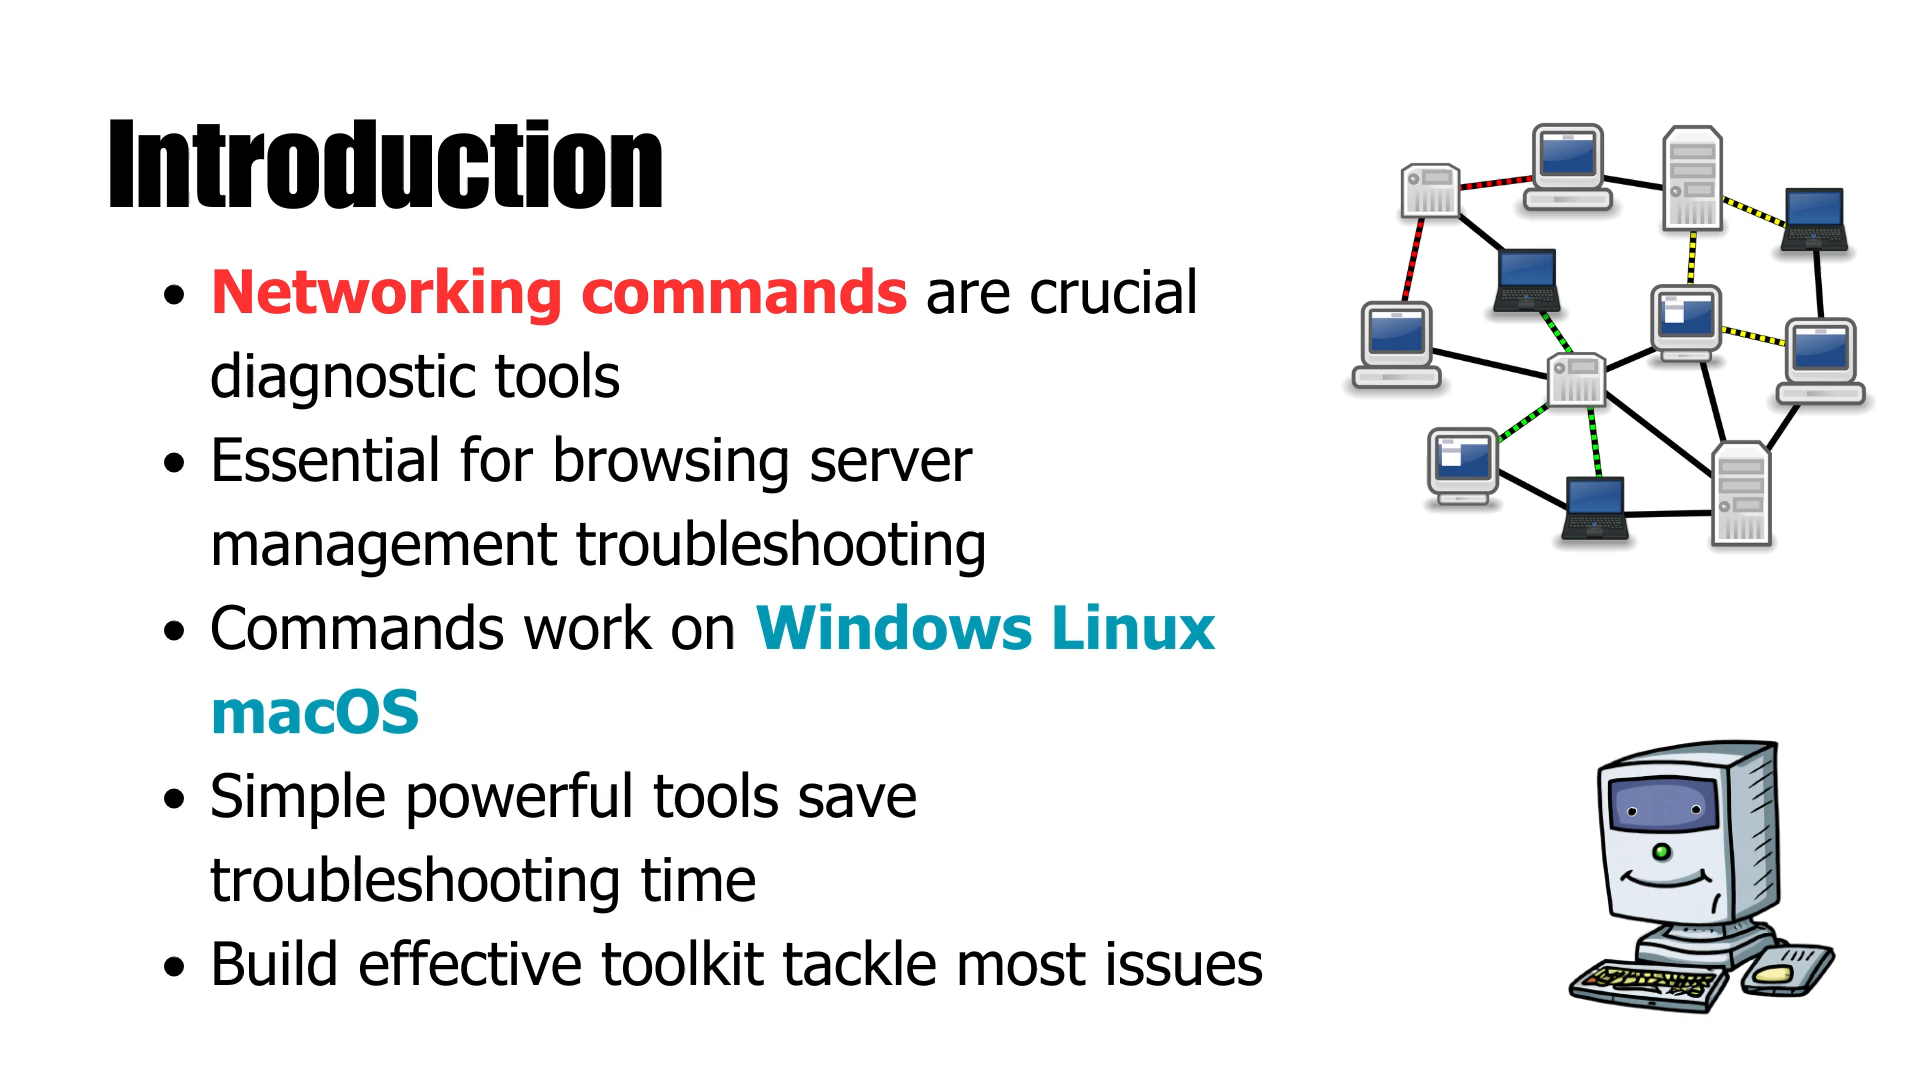 Introduction
• Networking commands are crucial
diagnostic tools
• Essential for browsing server
management troubleshooting
• Commands work on Windows Linux
macOS
• Simple powerful tools save
troubleshooting time
• Build effective toolkit tackle most issues